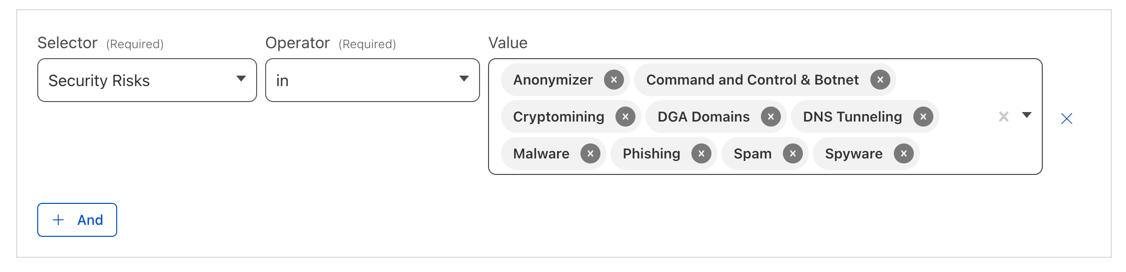 Selector (Required) Operator (Required) Value
Security Risks in
Anonymizer Command and Control & Botnet
Cryptomining DGA Domains DNS Tunneling
Malware Phishing Spam Spyware
+ And